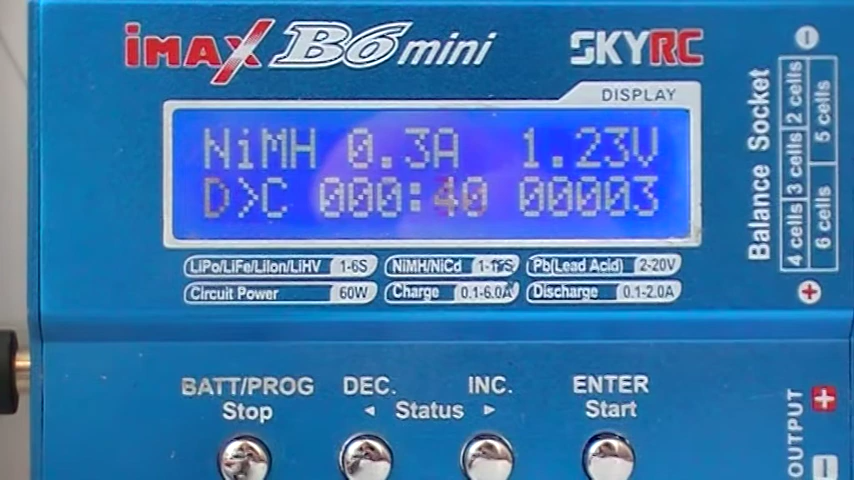 iMAX B6 mini
SKYRC
DISPLAY
NiMH 0.3A 1.23V
D>C 000:40 00003
LiPo/LiFe/LiIon/LiHV 1-6S
NiMH/NiCd
Pb(Lead Acid) 2-20V
Circuit Power 60W
Charge 0.1-6.0A
Discharge 0.1-2.0A
Balance Socket
2 cells
3 cells
4 cells
5 cells
6 cells
BATT/PROG
Stop
DEC.
INC.
◄ Status ►
ENTER
Start
OUTPUT